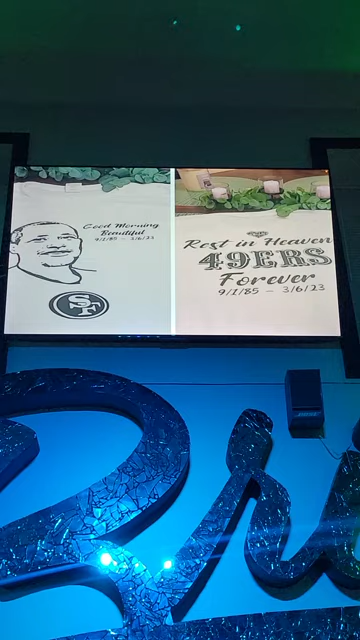 Good Morning
Beautiful
9/1/85 - 3/6/23
SF
Rest in Heaven
49ERS
Forever
9/1/85 - 3/6/23
BOSE